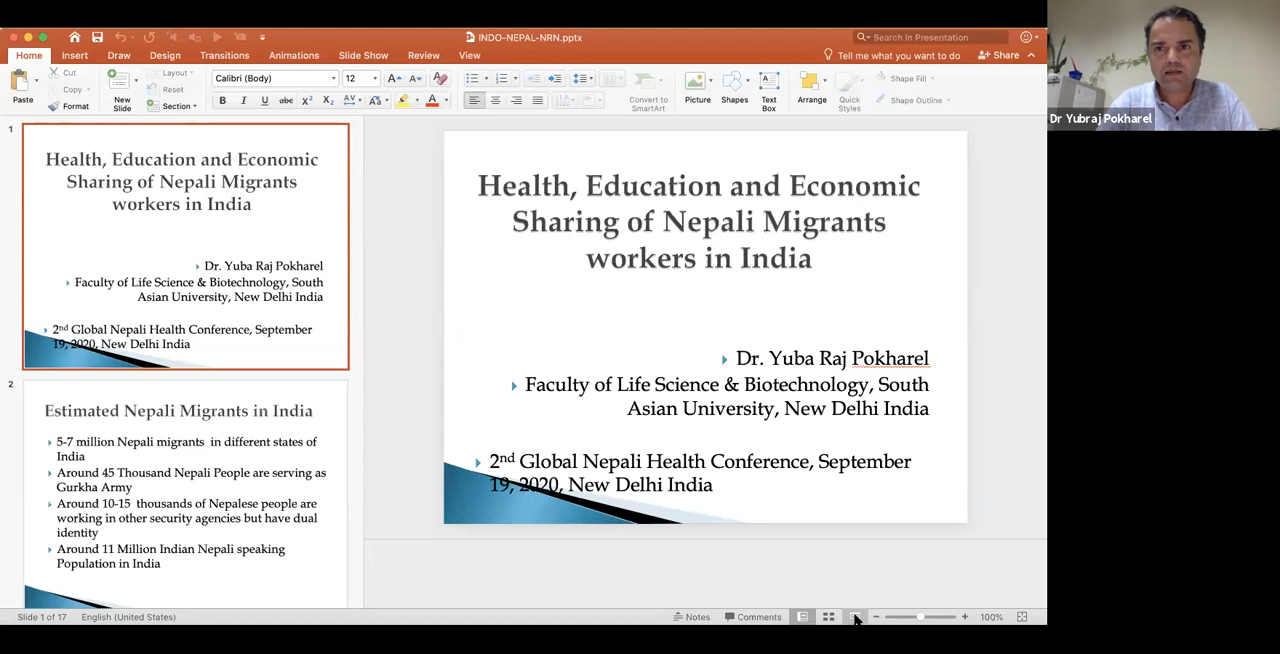 INDO-NEPAL-NRN.pptx
Search In Presentation
Home Insert Draw Design Transitions Animations Slide Show Review View
Tell me what you want to do
Share
Paste
Cut
Copy
Format
New
Slide
Layout
Reset
Section
Calibri (Body)
12
Convert to
SmartArt
Picture
Shapes
Text
Box
Arrange
Quick
Styles
Shape Fill
Shape Outline
Dr Yubraj Pokharel
1
Health, Education and Economic
Sharing of Nepali Migrants
workers in India
Dr. Yuba Raj Pokharel
Faculty of Life Science & Biotechnology, South
Asian University, New Delhi India
2nd Global Nepali Health Conference, September
19, 2020, New Delhi India
2
Estimated Nepali Migrants in India
5-7 million Nepali migrants in different states of
India
Around 45 Thousand Nepali People are serving as
Gurkha Army
Around 10-15 thousands of Nepalese people are
working in other security agencies but have dual
identity
Around 11 Million Indian Nepali speaking
Population in India
Health, Education and Economic
Sharing of Nepali Migrants
workers in India
Dr. Yuba Raj Pokharel
Faculty of Life Science & Biotechnology, South
Asian University, New Delhi India
2nd Global Nepali Health Conference, September
19, 2020, New Delhi India
Slide 1 of 17 English (United States)
Notes Comments 100%